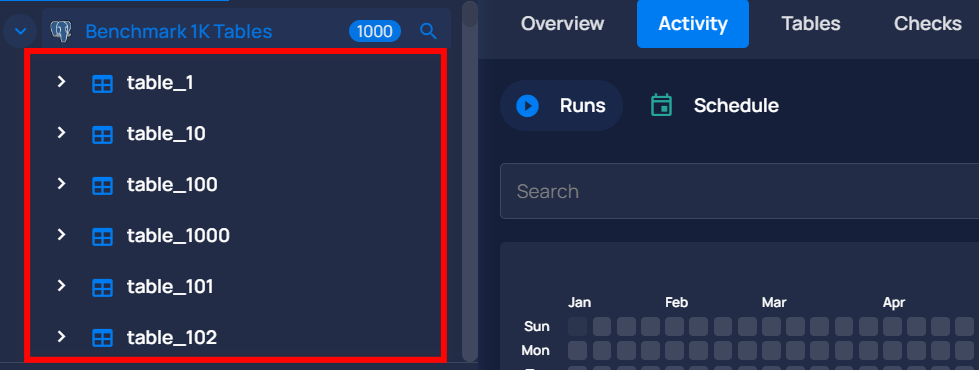 Benchmark 1K Tables 1000
table_1
table_10
table_100
table_1000
table_101
table_102
Overview Activity Tables Checks
Runs Schedule
Search
Jan Feb Mar Apr
Sun
Mon